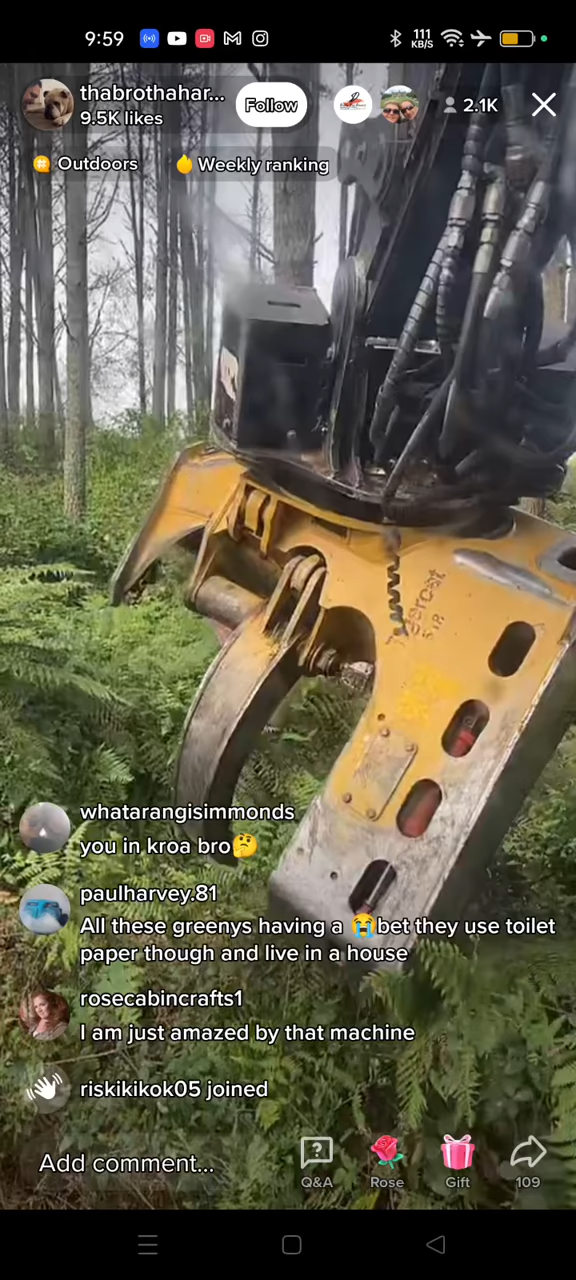 9:59
111
KB/S
thabrothahar...
9.5K likes
Follow
2.1K
Outdoors
Weekly ranking
Tigercat
whatarangisimmonds
you in kroa bro🤔
paulharvey.81
All these greenys having a 😭bet they use toilet
paper though and live in a house
rosecabincrafts1
I am just amazed by that machine
riskikikok05 joined
Add comment...
Q&A
Rose
Gift
109